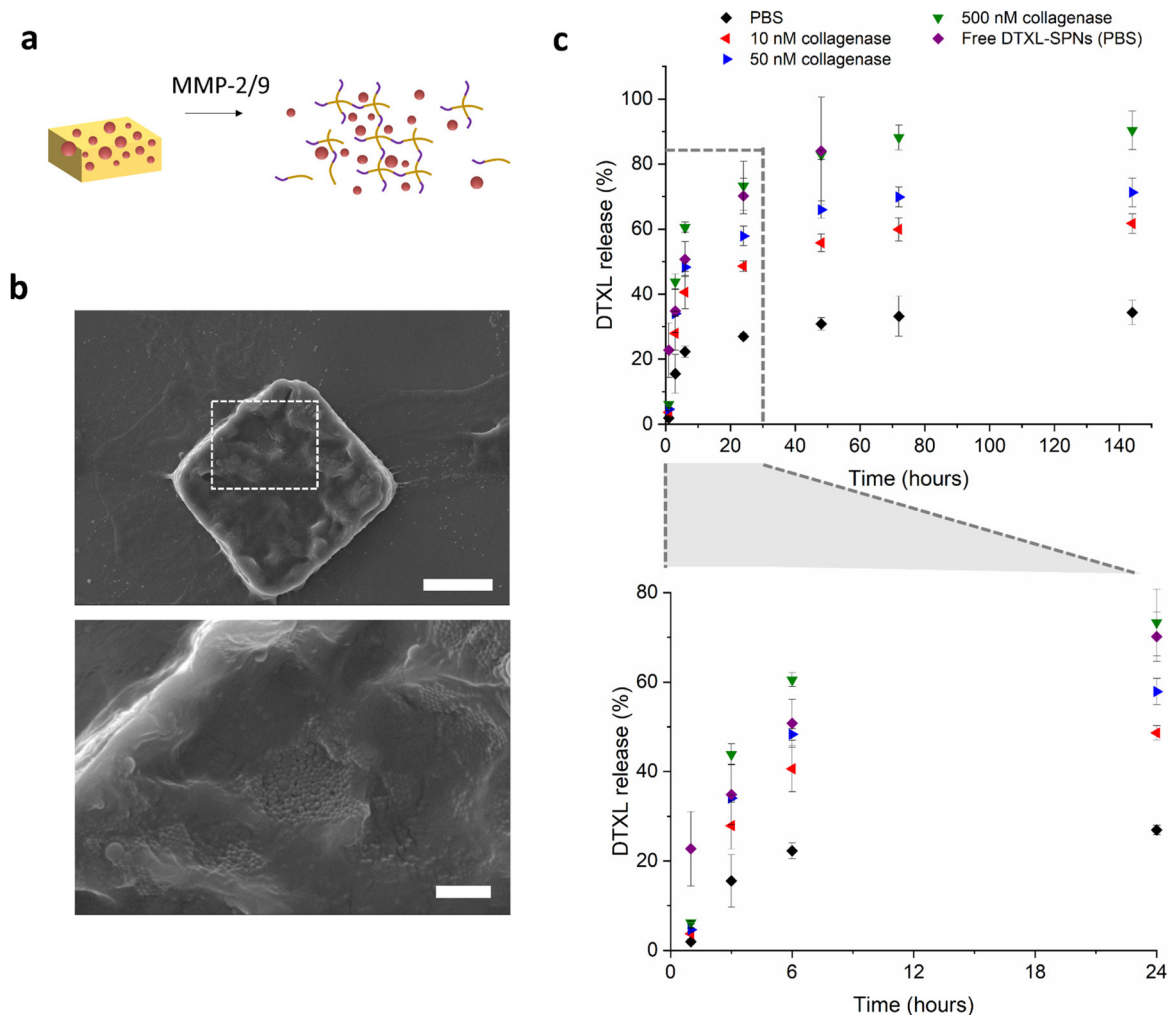 a
MMP-2/9
b
c
PBS
10 nM collagenase
50 nM collagenase
500 nM collagenase
Free DTXL-SPNs (PBS)
DTXL release (%)
100
80
60
40
20
0
0 20 40 60 80 100 120 140
Time (hours)
DTXL release (%)
80
60
40
20
0
0 6 12 18 24
Time (hours)